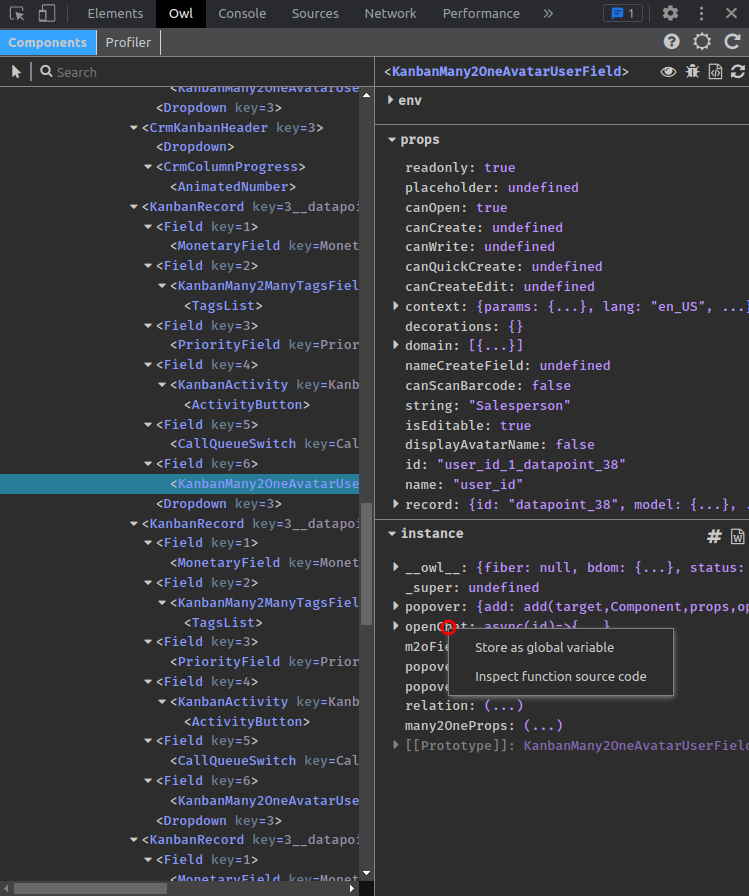 Elements Owl Console Sources Network Performance » 1
Components Profiler
Search
<KanbanMany2OneAvatarUse
<Dropdown key=3>
<CrmKanbanHeader key=3>
<Dropdown>
<CrmColumnProgress>
<AnimatedNumber>
<KanbanRecord key=3__datapoi
<Field key=1>
<MonetaryField key=Monet
<Field key=2>
<KanbanMany2ManyTagsFiel
<TagsList>
<Field key=3>
<PriorityField key=Prior
<Field key=4>
<KanbanActivity key=Kanb
<ActivityButton>
<Field key=5>
<CallQueueSwitch key=Cal
<Field key=6>
<KanbanMany2OneAvatarUse
<Dropdown key=3>
<KanbanRecord key=3__datapoi
<Field key=1>
<MonetaryField key=Monet
<Field key=2>
<KanbanMany2ManyTagsFiel
<TagsList>
<Field key=3>
<PriorityField key=Prior
<Field key=4>
<KanbanActivity key=Kanb
<ActivityButton>
<Field key=5>
<CallQueueSwitch key=Cal
<Field key=6>
<KanbanMany2OneAvatarUse
<Dropdown key=3>
<KanbanRecord key=3__datapoi
<Field key=1>
<MonetaryField key=Monet
<KanbanMany2OneAvatarUserField>
env
props
readonly: true
placeholder: undefined
canOpen: true
canCreate: undefined
canWrite: undefined
canQuickCreate: undefined
canCreateEdit: undefined
context: {params: {...}, lang: "en_US", ...}
decorations: {}
domain: [{...}]
nameCreateField: undefined
canScanBarcode: false
string: "Salesperson"
isEditable: true
displayAvatarName: false
id: "user_id_1_datapoint_38"
name: "user_id"
record: {id: "datapoint_38", model: {...}, .
instance
__owl__: {fiber: null, bdom: {...}, status:
_super: undefined
popover: {add: add(target,Component,props,op
openChat: async(id)=>{...}
m2oFie
popove
popove
relation: (...)
many2OneProps: (...)
[[Prototype]]: KanbanMany2OneAvatarUserField
Store as global variable
Inspect function source code